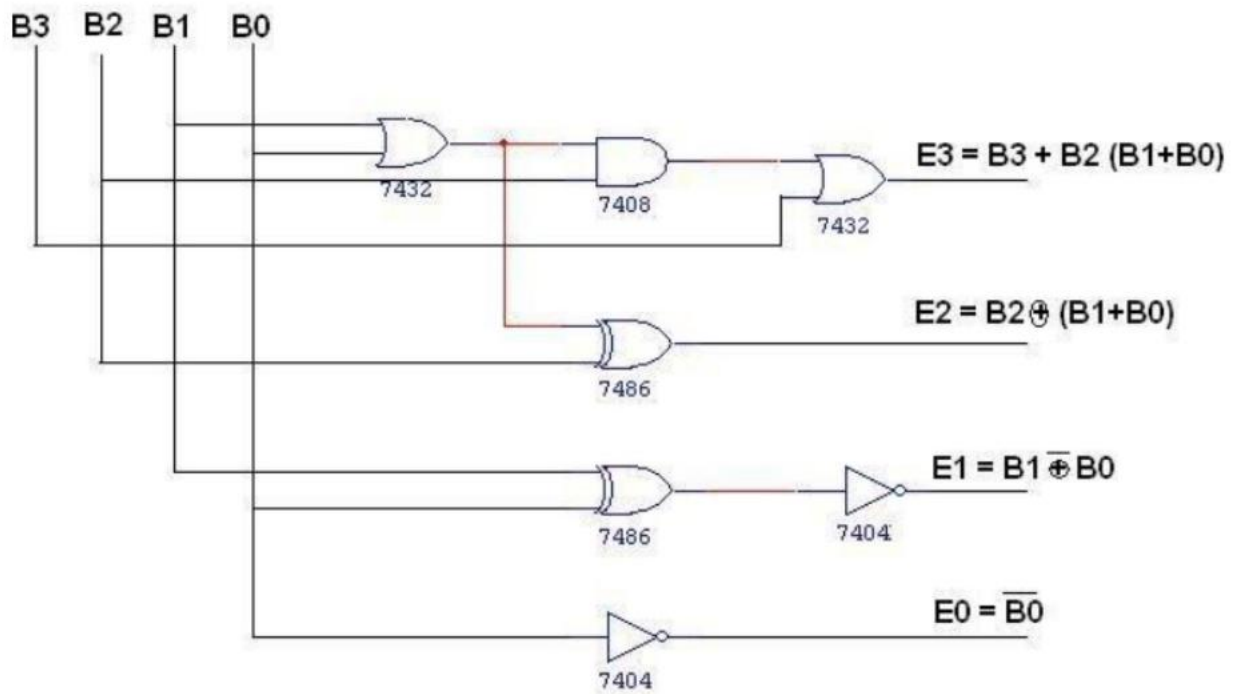 B3 B2 B1 B0
7432
7408
7432
E3 = B3 + B2 (B1+B0)
E2 = B2 ⊕ (B1+B0)
7486
E1 = B1 ⊕̅ B0
7486
7404
E0 = B̅0̅
7404